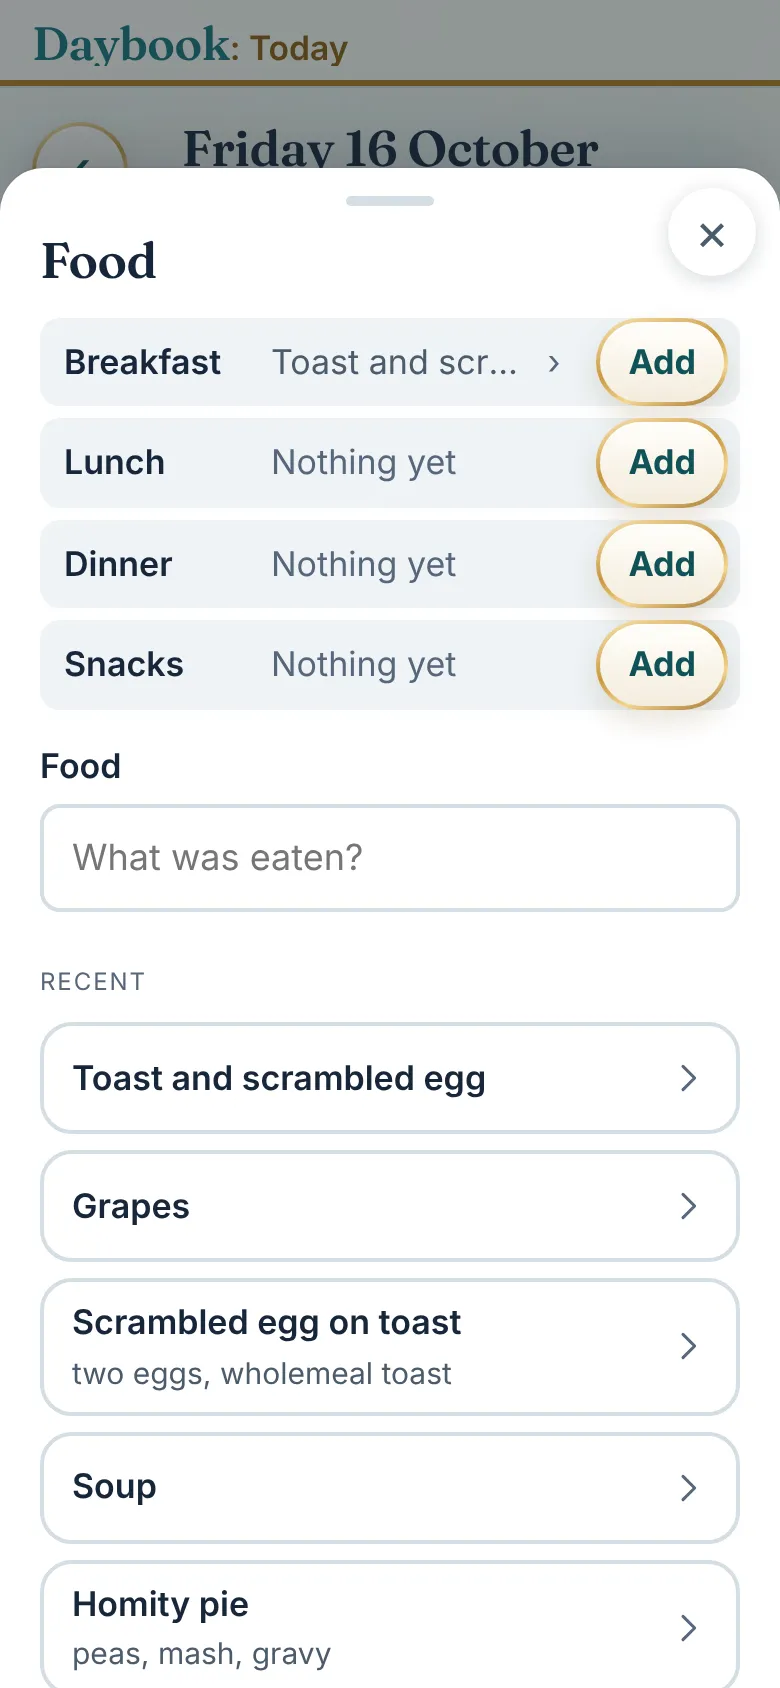 Daybook: Today
Friday 16 October
Food
Breakfast Toast and scr... › Add
Lunch Nothing yet Add
Dinner Nothing yet Add
Snacks Nothing yet Add
Food
What was eaten?
RECENT
Toast and scrambled egg
Grapes
Scrambled egg on toast
two eggs, wholemeal toast
Soup
Homity pie
peas, mash, gravy